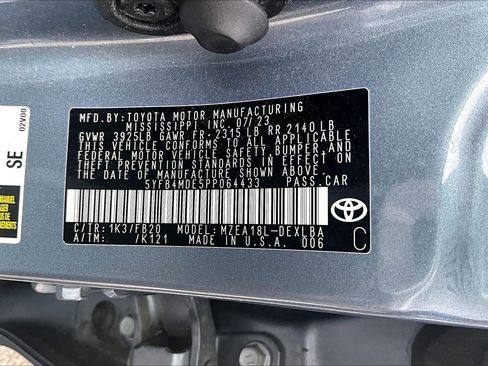 MFD.BY: TOYOTA MOTOR MANUFACTURING
MISSISSIPPI INC. 07/23
GVWR 3925LB GAWR FR. 2315 LB RR 2140 LB
THIS VEHICLE CONFORMS TO ALL APPLICABLE
FEDERAL MOTOR VEHICLE SAFETY,BUMPER,AND
THEFT PREVENTION STANDARDS IN EFFECT ON
THE DATE OF MANUFACTURE SHOWN ABOVE.
5YFB4MDE5PP064433 PASS.CAR
C/TR: 1K3/FB20 MODEL: MZEA18L-DEXLBA
A/TM: /K121 MADE IN U.S.A. 006
C
SE
02V00